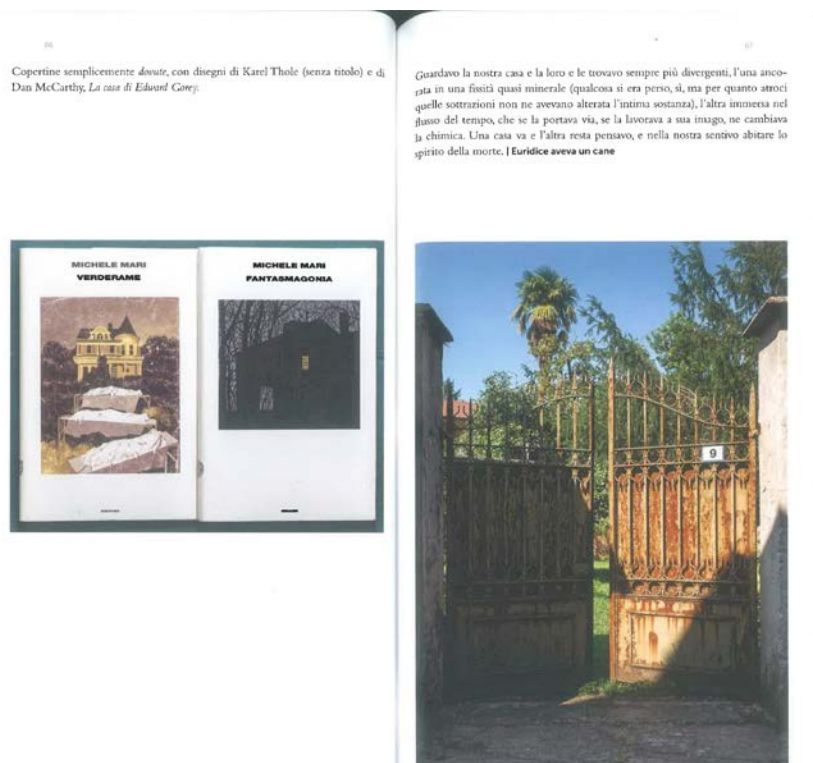 66
Copertine semplicemente dovute, con disegni di Karel Thole (senza titolo) e di
Dan McCarthy, La casa di Edward Gorey.
MICHELE MARI
VERDERAME
MICHELE MARI
FANTASMAGONIA
67
Guardavo la nostra casa e la loro e le trovavo sempre più divergenti, l'una anco-
rata in una fissità quasi minerale (qualcosa si era perso, sì, ma per quanto atroci
quelle sottrazioni non ne avevano alterata l'intima sostanza), l'altra immersa nel
flusso del tempo, che se la portava via, se la lavorava a sua imago, ne cambiava
la chimica. Una casa va e l'altra resta pensavo, e nella nostra sentivo abitare lo
spirito della morte. | Euridice aveva un cane
9